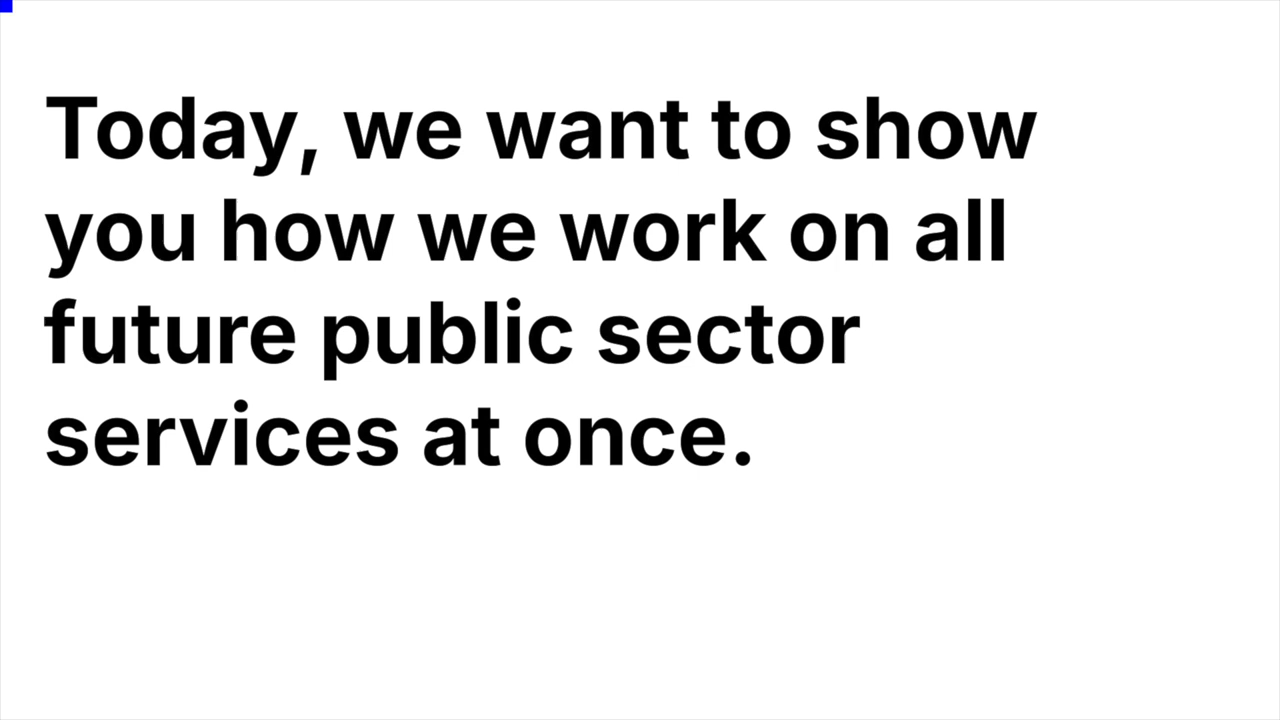 Today, we want to show
you how we work on all
future public sector
services at once.